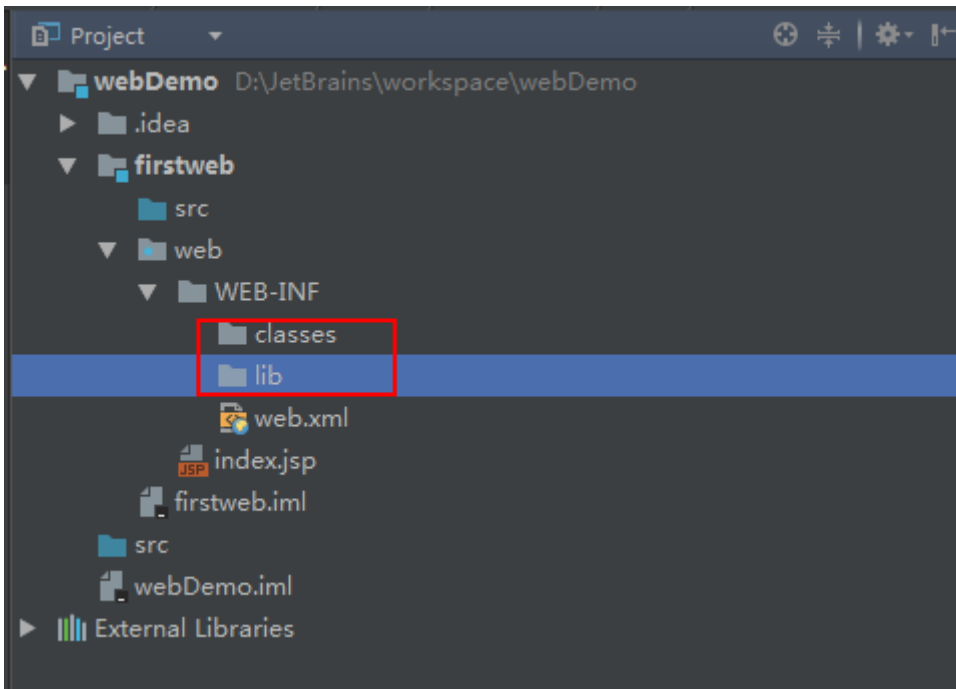 Project
webDemo D:\JetBrains\workspace\webDemo
.idea
firstweb
src
web
WEB-INF
classes
lib
web.xml
JSP index.jsp
firstweb.iml
src
webDemo.iml
External Libraries